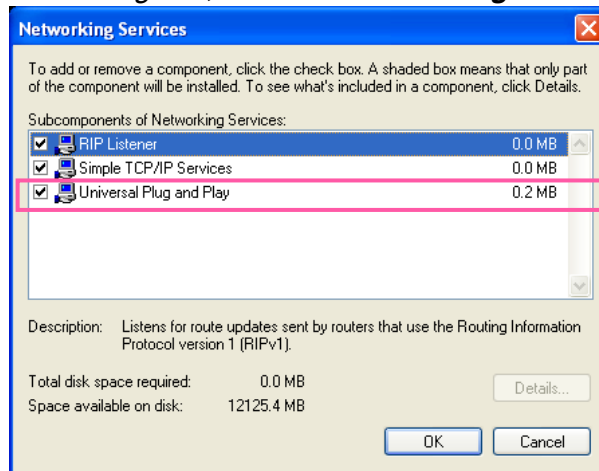 Networking Services
To add or remove a component, click the check box. A shaded box means that only part
of the component will be installed. To see what's included in a component, click Details.
Subcomponents of Networking Services:
RIP Listener 0.0 MB
Simple TCP/IP Services 0.0 MB
Universal Plug and Play 0.2 MB
Description: Listens for route updates sent by routers that use the Routing Information
Protocol version 1 (RIPv1).
Total disk space required: 0.0 MB
Details...
Space available on disk: 12125.4 MB
OK Cancel